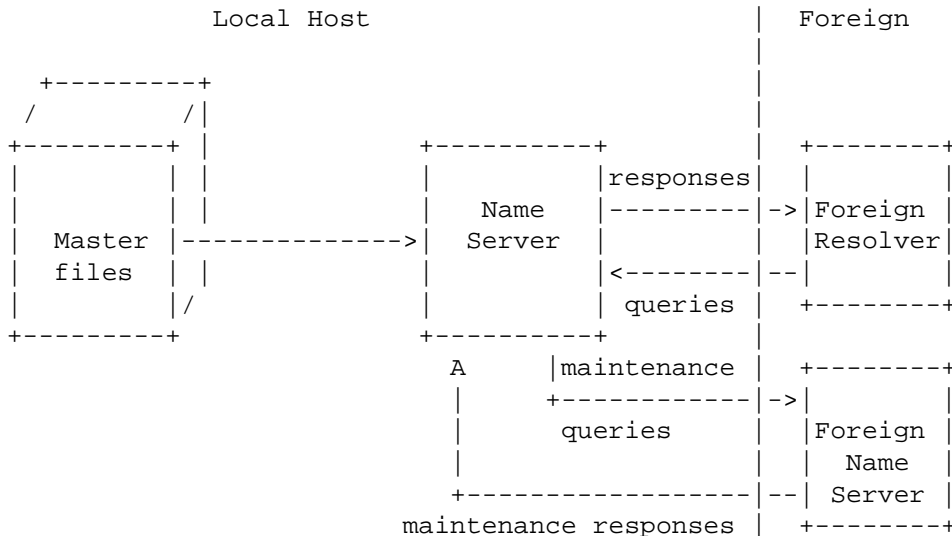 Local Host | Foreign
responses
Name
Foreign
Master
Server
Resolver
files
queries
A |maintenance
queries
Foreign
Name
Server
maintenance responses